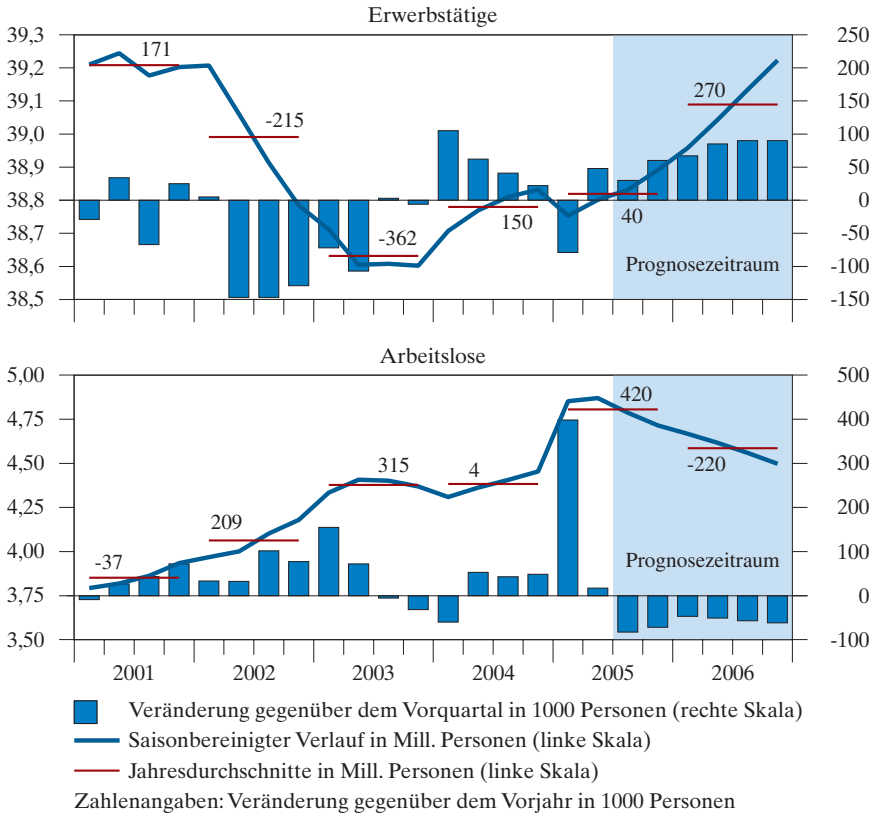 Erwerbstätige
39,3 250
39,2 171 200
39,1 270 150
39,0 -215 100
38,9 50
38,8 0
38,7 150 40 -50
38,6 -362 Prognosezeitraum -100
38,5 -150
Arbeitslose
5,00 500
4,75 420 400
4,50 315 4 -220 300
4,25 209 200
4,00 -37 Prognosezeitraum 100
3,75 0
3,50 -100
2001 2002 2003 2004 2005 2006
Veränderung gegenüber dem Vorquartal in 1000 Personen (rechte Skala)
Saisonbereinigter Verlauf in Mill. Personen (linke Skala)
Jahresdurchschnitte in Mill. Personen (linke Skala)
Zahlenangaben: Veränderung gegenüber dem Vorjahr in 1000 Personen